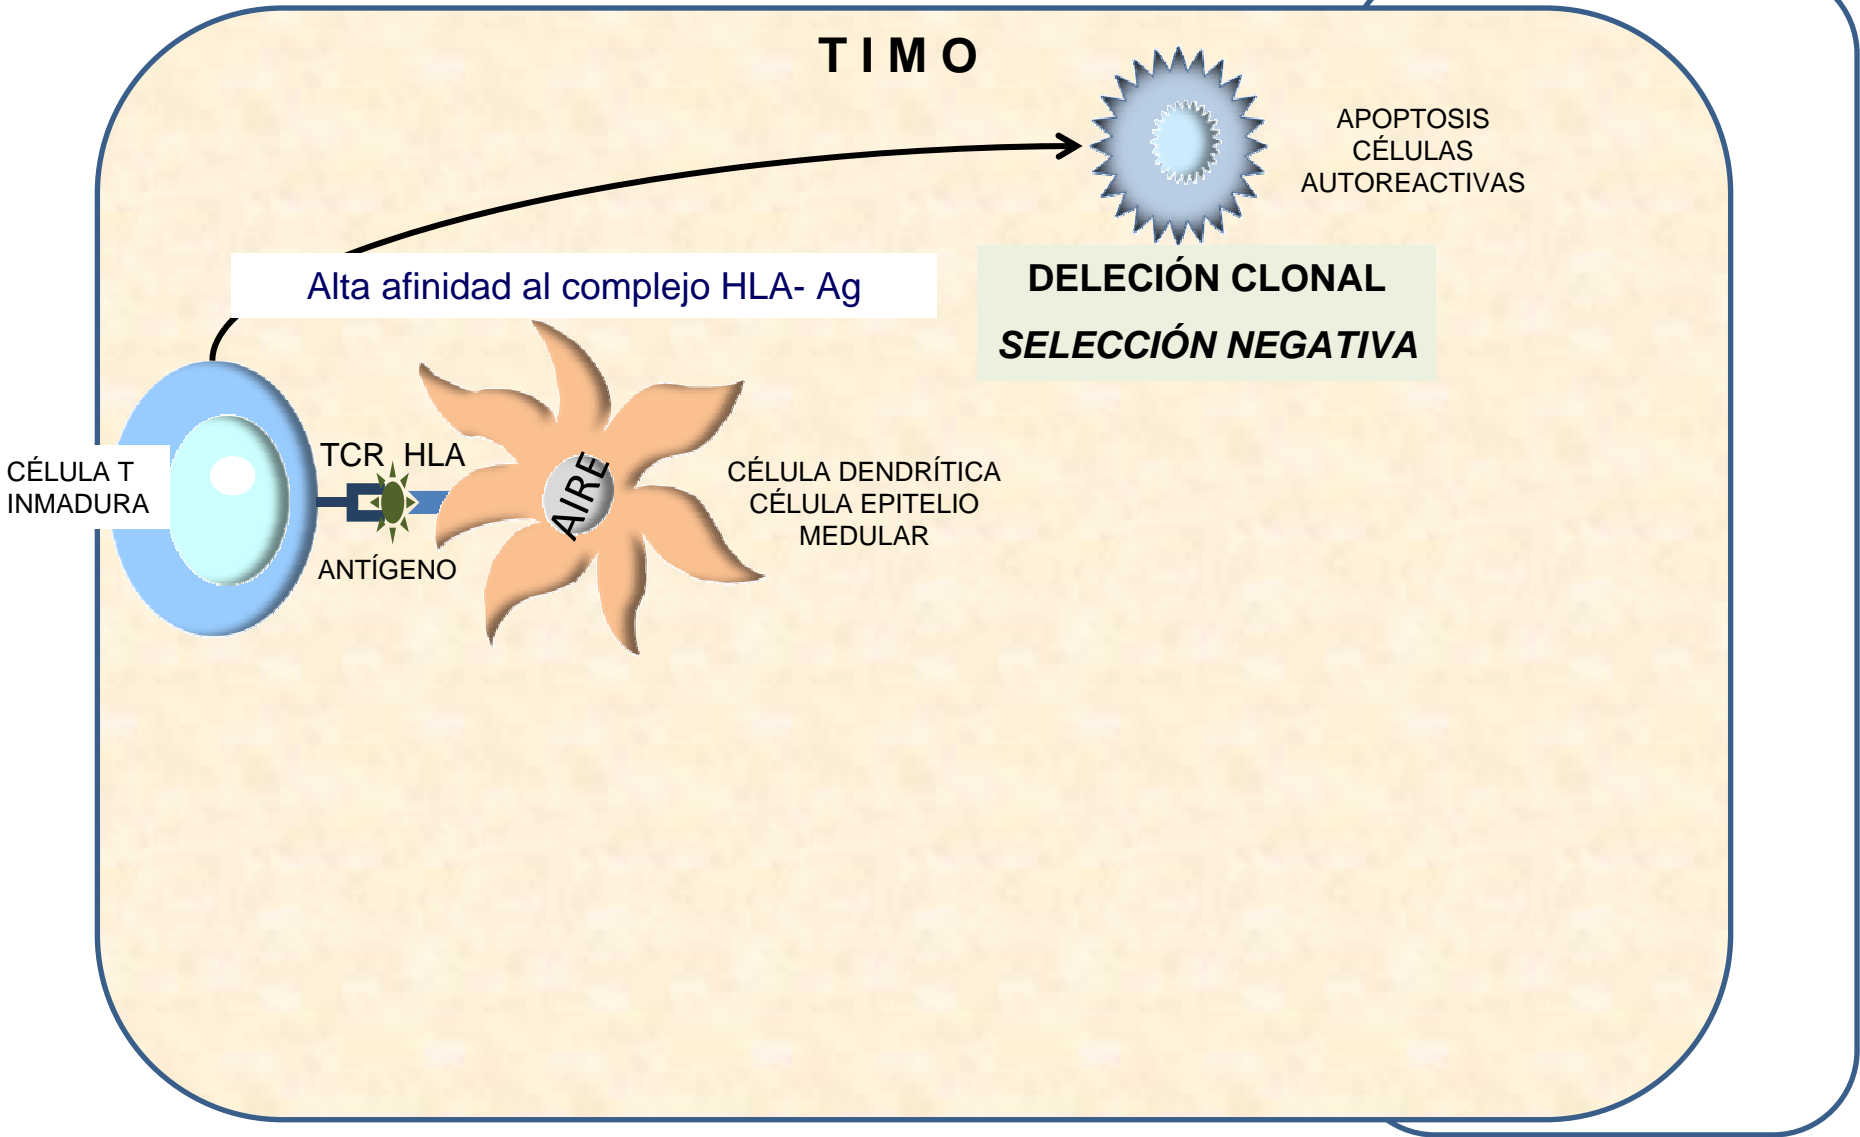 T I M O
APOPTOSIS
CÉLULAS
AUTOREACTIVAS
Alta afinidad al complejo HLA- Ag
DELECIÓN CLONAL
SELECCIÓN NEGATIVA
CÉLULA T
INMADURA
TCR HLA
ANTÍGENO
AIRE
CÉLULA DENDRÍTICA
CÉLULA EPITELIO
MEDULAR